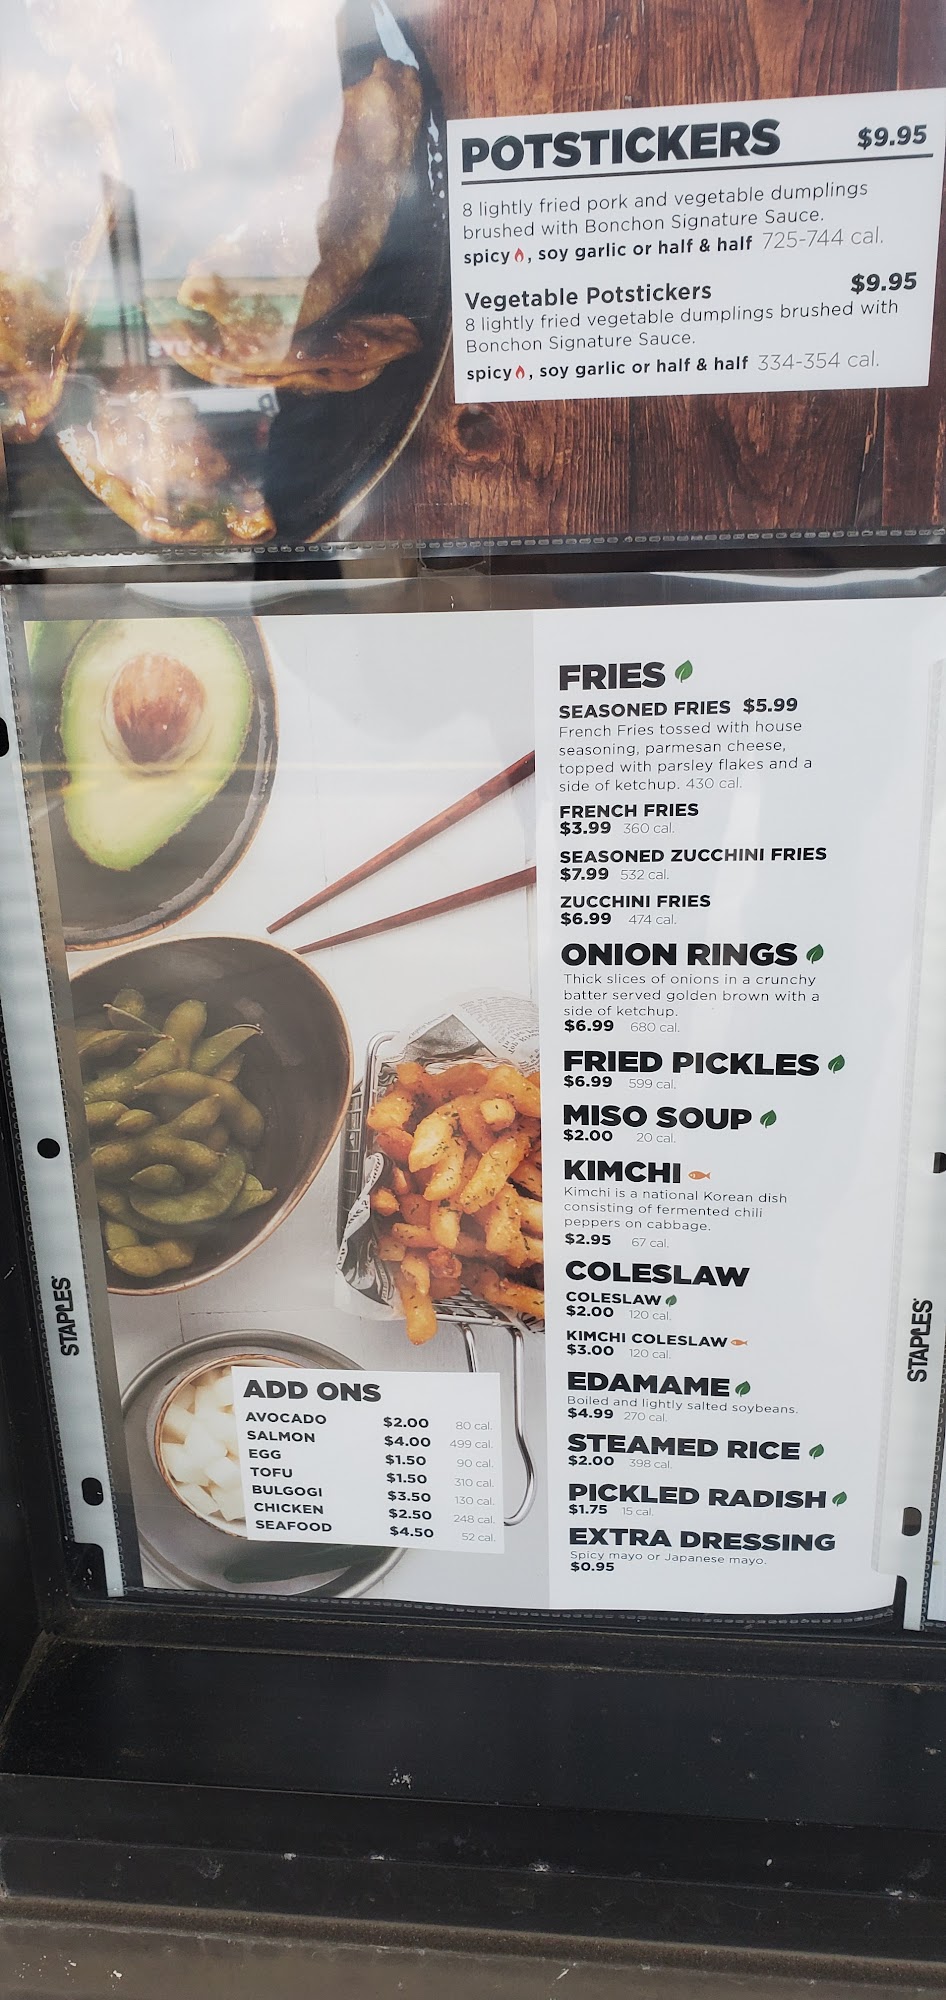 POTSTICKERS $9.95
8 lightly fried pork and vegetable dumplings
brushed with Bonchon Signature Sauce.
spicy, soy garlic or half & half 725-744 cal.
Vegetable Potstickers $9.95
8 lightly fried vegetable dumplings brushed with
Bonchon Signature Sauce.
spicy, soy garlic or half & half 334-354 cal.
FRIES
SEASONED FRIES $5.99
French Fries tossed with house
seasoning, parmesan cheese,
topped with parsley flakes and a
side of ketchup. 430 cal.
FRENCH FRIES
$3.99 360 cal.
SEASONED ZUCCHINI FRIES
$7.99 532 cal.
ZUCCHINI FRIES
$6.99 474 cal.
ONION RINGS
Thick slices of onions in a crunchy
batter served golden brown with a
side of ketchup.
$6.99 680 cal.
FRIED PICKLES
$6.99 599 cal.
MISO SOUP
$2.00 20 cal.
KIMCHI
Kimchi is a national Korean dish
consisting of fermented chili
peppers on cabbage.
$2.95 67 cal.
COLESLAW
COLESLAW
$2.00 120 cal.
KIMCHI COLESLAW
$3.00 120 cal.
EDAMAME
Boiled and lightly salted soybeans.
$4.99 270 cal.
STEAMED RICE
$2.00 398 cal.
PICKLED RADISH
$1.75 15 cal.
EXTRA DRESSING
Spicy mayo or Japanese mayo.
$0.95
ADD ONS
AVOCADO $2.00 80 cal.
SALMON $4.00 499 cal.
EGG $1.50 90 cal.
TOFU $1.50 310 cal.
BULGOGI $3.50 130 cal.
CHICKEN $2.50 248 cal.
SEAFOOD $4.50 52 cal.
STAPLES
STAPLES